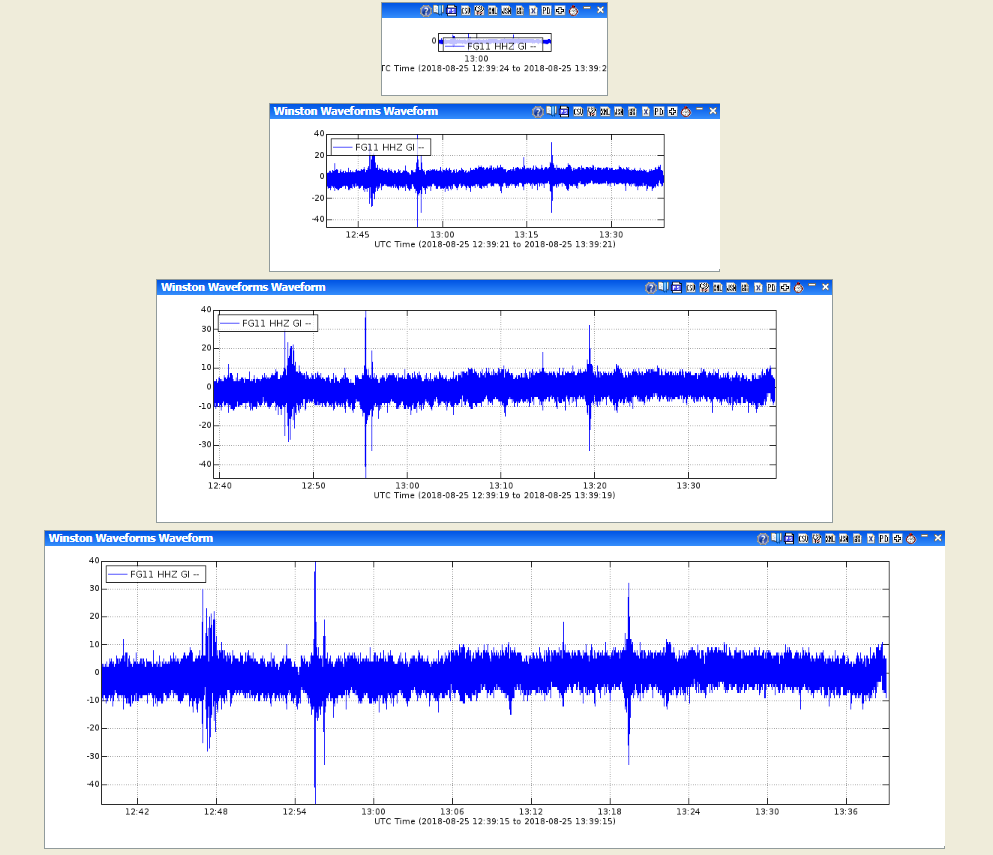 0
FG11 HHZ GI --
13:00
TC Time (2018-08-25 12:39:24 to 2018-08-25 13:39:2
Winston Waveforms Waveform
40
FG11 HHZ GI --
20
0
-20
-40
12:45 13:00 13:15 13:30
UTC Time (2018-08-25 12:39:21 to 2018-08-25 13:39:21)
Winston Waveforms Waveform
40
FG11 HHZ GI --
30
20
10
0
-10
-20
-30
-40
12:40 12:50 13:00 13:10 13:20 13:30
UTC Time (2018-08-25 12:39:19 to 2018-08-25 13:39:19)
Winston Waveforms Waveform
40
FG11 HHZ GI --
30
20
10
0
-10
-20
-30
-40
12:42 12:48 12:54 13:00 13:06 13:12 13:18 13:24 13:30 13:36
UTC Time (2018-08-25 12:39:15 to 2018-08-25 13:39:15)